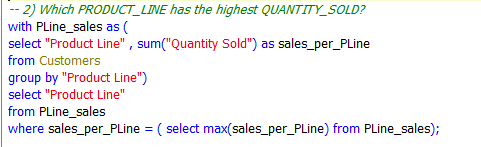 -- 2) Which PRODUCT_LINE has the highest QUANTITY_SOLD?
with PLine_sales as (
select "Product Line" , sum("Quantity Sold") as sales_per_PLine
from Customers
group by "Product Line")
select "Product Line"
from PLine_sales
where sales_per_PLine = ( select max(sales_per_PLine) from PLine_sales);